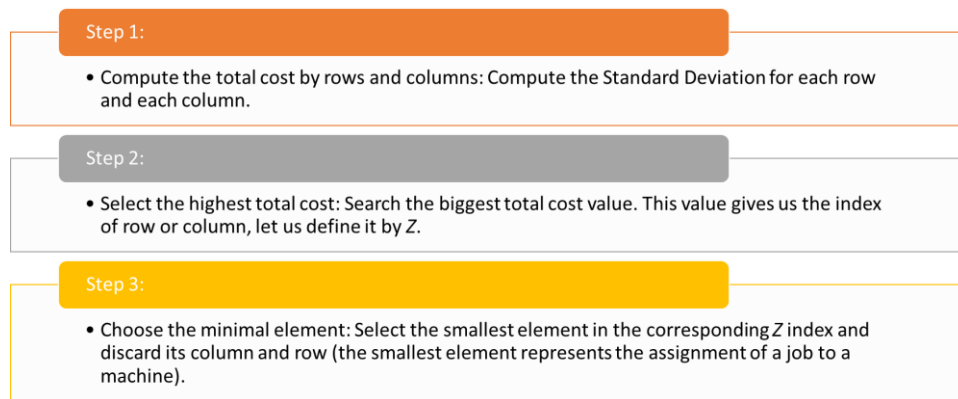 Step 1:
• Compute the total cost by rows and columns: Compute the Standard Deviation for each row
and each column.
Step 2:
• Select the highest total cost: Search the biggest total cost value. This value gives us the index
of row or column, let us define it by Z.
Step 3:
• Choose the minimal element: Select the smallest element in the corresponding Z index and
discard its column and row (the smallest element represents the assignment of a job to a
machine).